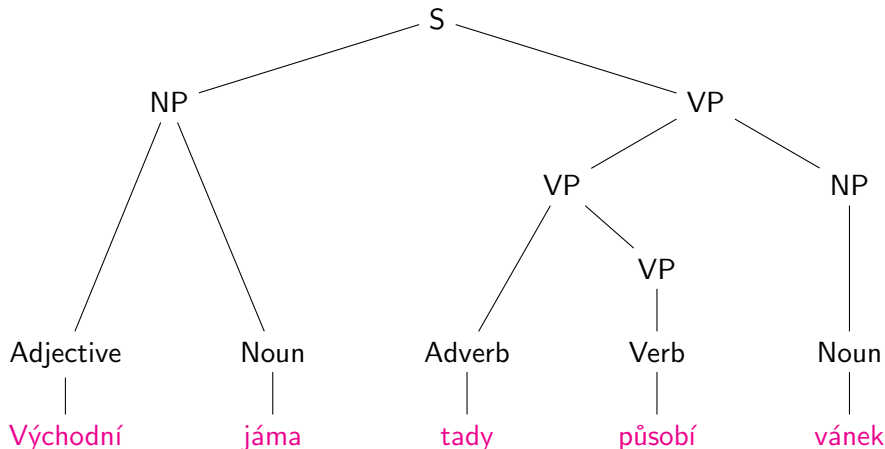 S
NP VP
VP NP
VP
Adjective Noun Adverb Verb Noun
Východní jáma tady působí vánek